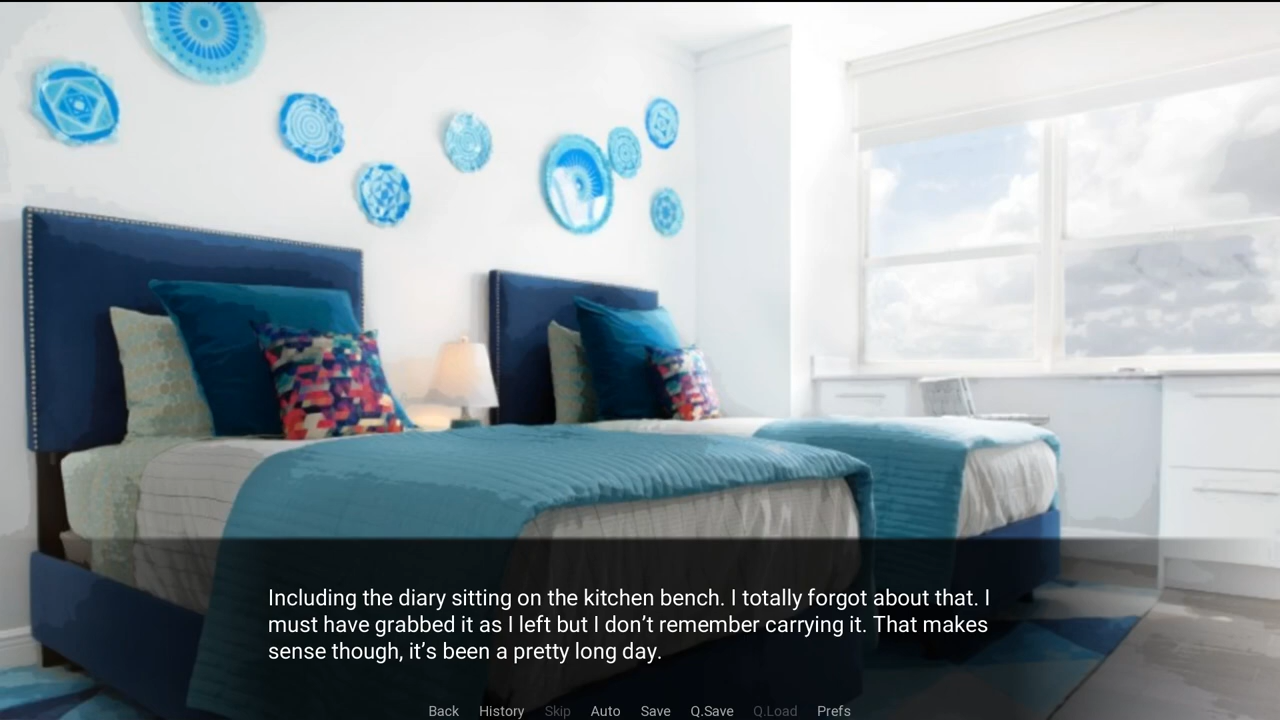 Including the diary sitting on the kitchen bench. I totally forgot about that. I
must have grabbed it as I left but I don’t remember carrying it. That makes
sense though, it’s been a pretty long day.
Back History Skip Auto Save Q.Save Q.Load Prefs